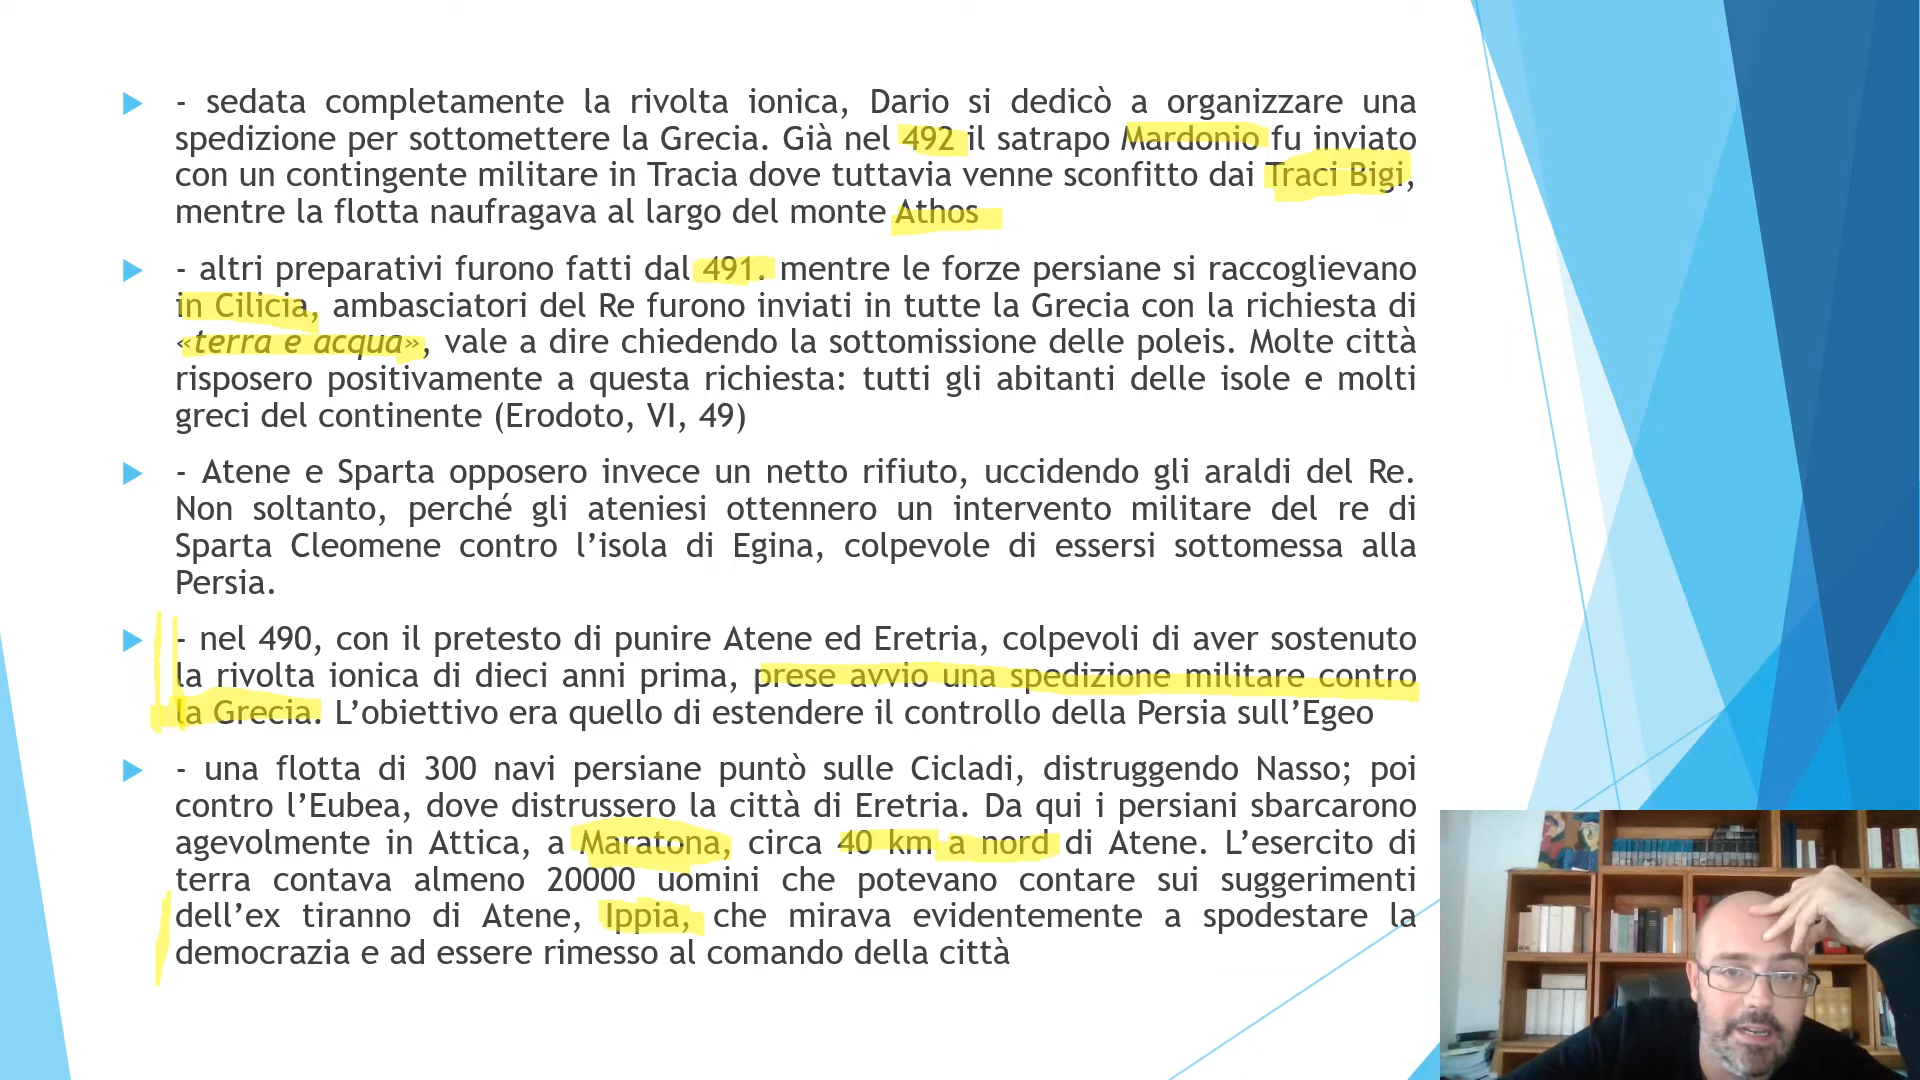 - sedata completamente la rivolta ionica, Dario si dedicò a organizzare una
spedizione per sottomettere la Grecia. Già nel 492 il satrapo Mardonio fu inviato
con un contingente militare in Tracia dove tuttavia venne sconfitto dai Traci Bigi,
mentre la flotta naufragava al largo del monte Athos
- altri preparativi furono fatti dal 491. mentre le forze persiane si raccoglievano
in Cilicia, ambasciatori del Re furono inviati in tutte la Grecia con la richiesta di
«terra e acqua», vale a dire chiedendo la sottomissione delle poleis. Molte città
risposero positivamente a questa richiesta: tutti gli abitanti delle isole e molti
greci del continente (Erodoto, VI, 49)
- Atene e Sparta opposero invece un netto rifiuto, uccidendo gli araldi del Re.
Non soltanto, perché gli ateniesi ottennero un intervento militare del re di
Sparta Cleomene contro l’isola di Egina, colpevole di essersi sottomessa alla
Persia.
- nel 490, con il pretesto di punire Atene ed Eretria, colpevoli di aver sostenuto
la rivolta ionica di dieci anni prima, prese avvio una spedizione militare contro
la Grecia. L’obiettivo era quello di estendere il controllo della Persia sull’Egeo
- una flotta di 300 navi persiane puntò sulle Cicladi, distruggendo Nasso; poi
contro l’Eubea, dove distrussero la città di Eretria. Da qui i persiani sbarcarono
agevolmente in Attica, a Maratona, circa 40 km a nord di Atene. L’esercito di
terra contava almeno 20000 uomini che potevano contare sui suggerimenti
dell’ex tiranno di Atene, Ippia, che mirava evidentemente a spodestare la
democrazia e ad essere rimesso al comando della città